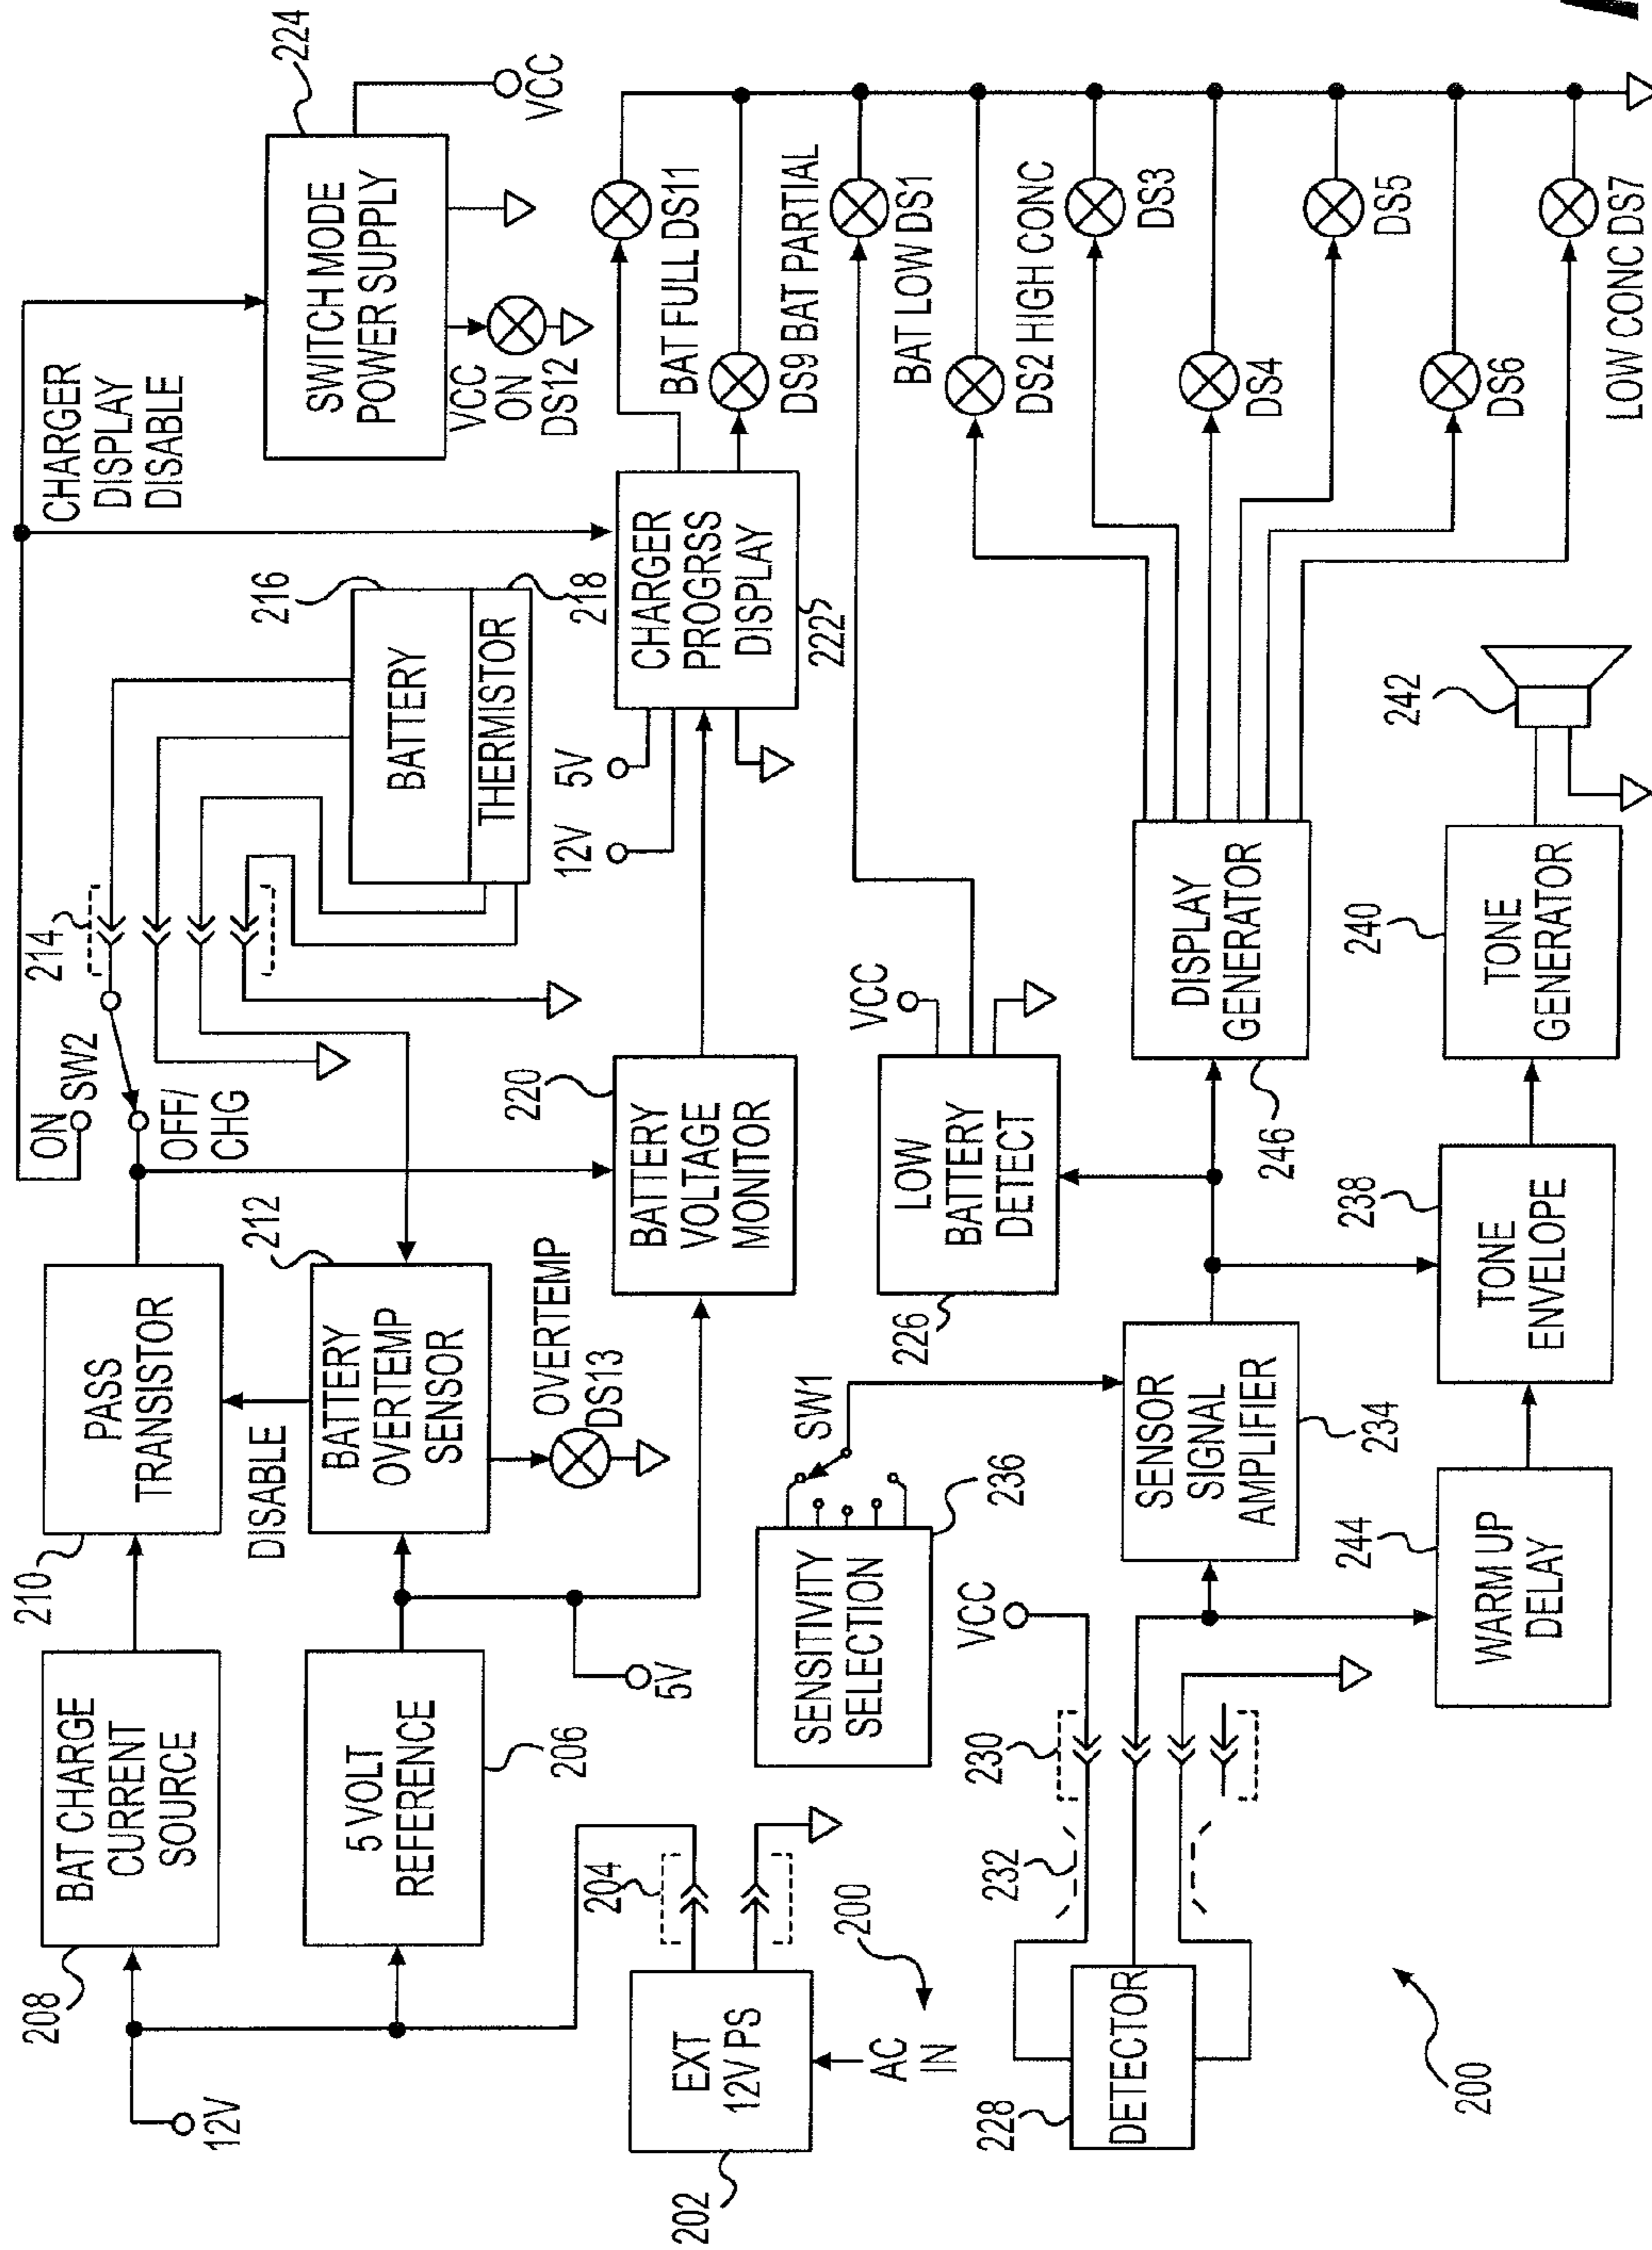 208
BAT CHARGE
CURRENT
SOURCE
210
PASS
TRANSISTOR
ON
SW2
OFF/
CHG
214
CHARGER
DISPLAY
DISABLE
224
SWITCH MODE
POWER SUPPLY
VCC
VCC
ON
DS12
12V
5 VOLT
REFERENCE
206
DISABLE
212
BATTERY
OVERTEMP
SENSOR
OVERTEMP
DS13
5V
216
BATTERY
THERMISTOR
218
220
BATTERY
VOLTAGE
MONITOR
12V
5V
CHARGER
PROGRSS
DISPLAY
222
BAT FULL DS11
DS9 BAT PARTIAL
202
EXT
12V PS
AC
IN
204
200
SENSITIVITY
SELECTION
236
SW1
226
LOW
BATTERY
DETECT
VCC
BAT LOW DS1
DS2 HIGH CONC
DS3
DS4
DS5
DS6
LOW CONC DS7
228
DETECTOR
232
230
VCC
SENSOR
SIGNAL
AMPLIFIER
234
246
DISPLAY
GENERATOR
200
244
WARM UP
DELAY
238
TONE
ENVELOPE
240
TONE
GENERATOR
242